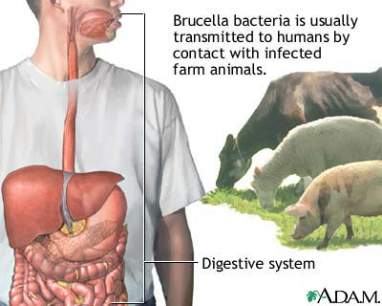 Brucella bacteria is usually
transmitted to humans by
contact with infected
farm animals.
Digestive system
A.D.A.M.